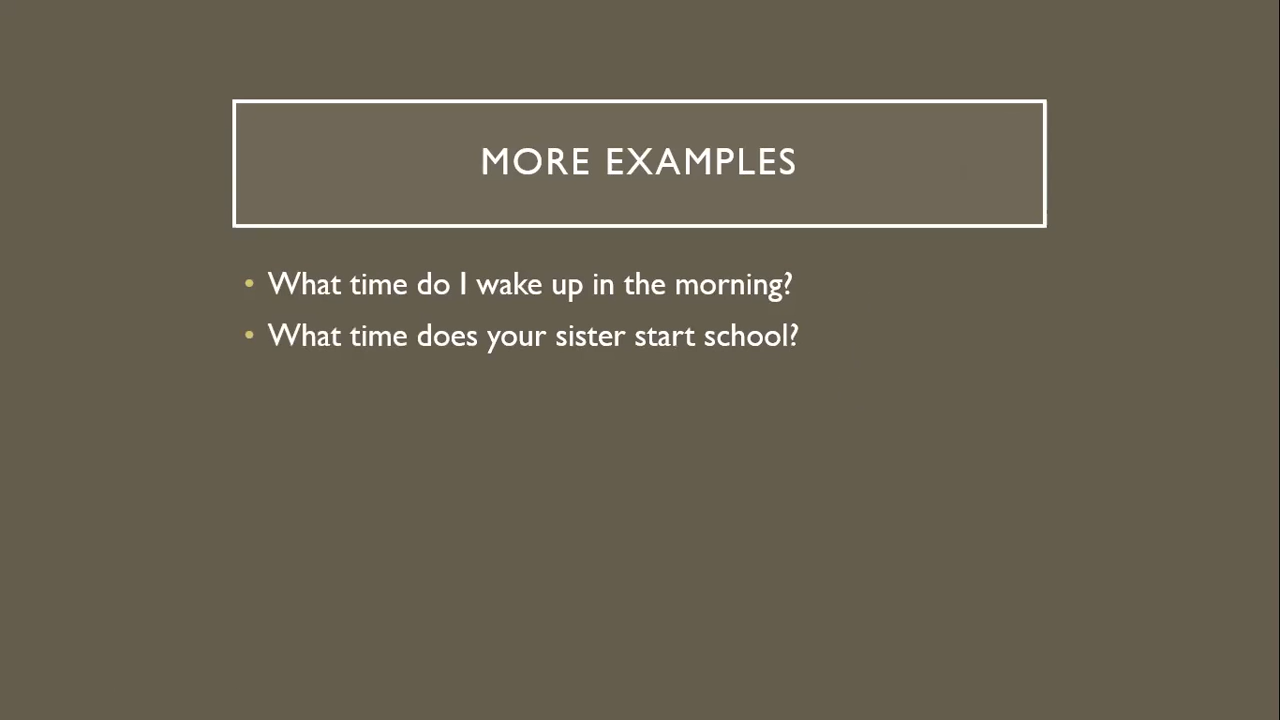 MORE EXAMPLES
• What time do I wake up in the morning?
• What time does your sister start school?